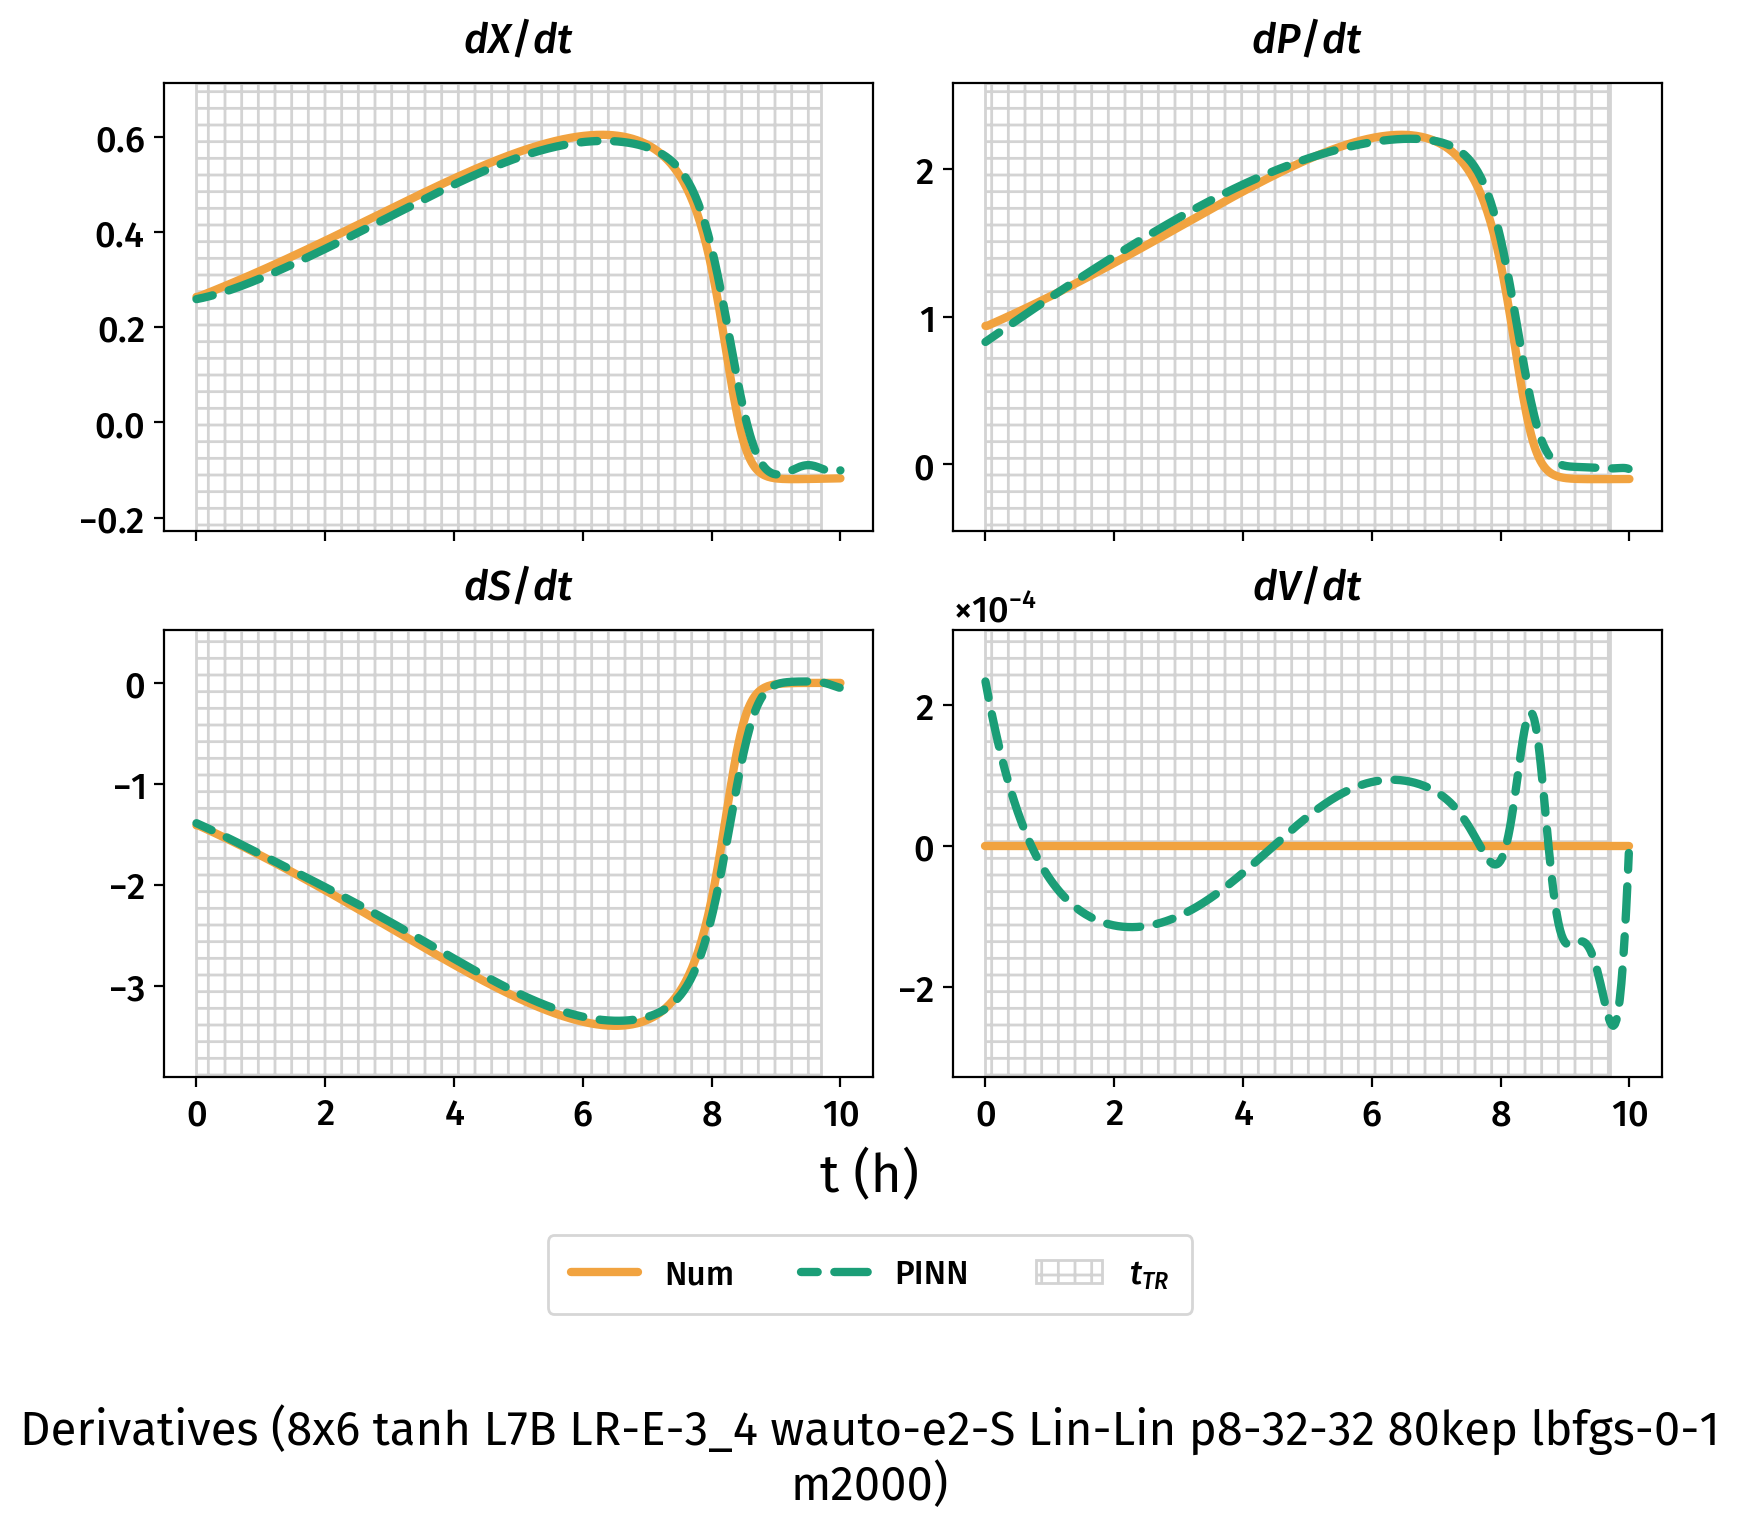 dX/dt
dP/dt
0.6
0.4
0.2
0.0
−0.2
2
1
0
dS/dt
dV/dt
×10⁻⁴
0
−1
−2
−3
2
0
−2
0 2 4 6 8 10
0 2 4 6 8 10
t (h)
Num PINN t_TR
Derivatives (8x6 tanh L7B LR-E-3_4 wauto-e2-S Lin-Lin p8-32-32 80kep lbfgs-0-1
m2000)